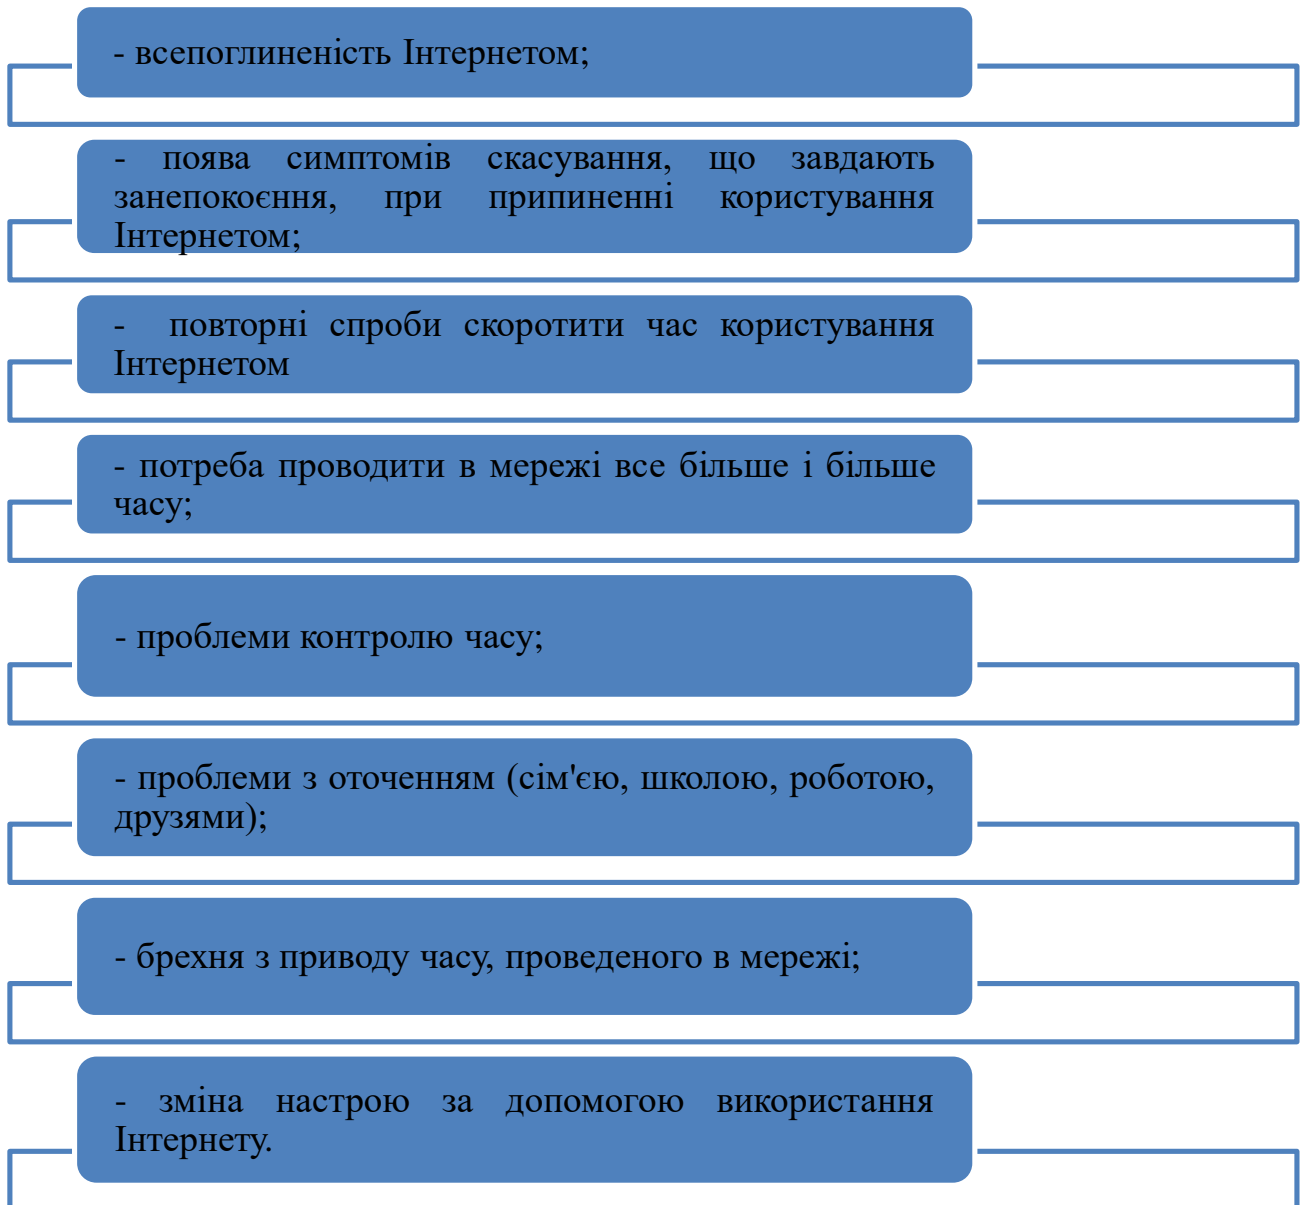 - всепоглиненість Інтернетом;
- поява симптомів скасування, що завдають
занепокоєння, при припиненні користування
Інтернетом;
- повторні спроби скоротити час користування
Інтернетом
- потреба проводити в мережі все більше і більше
часу;
- проблеми контролю часу;
- проблеми з оточенням (сім'єю, школою, роботою,
друзями);
- брехня з приводу часу, проведеного в мережі;
- зміна настрою за допомогою використання
Інтернету.